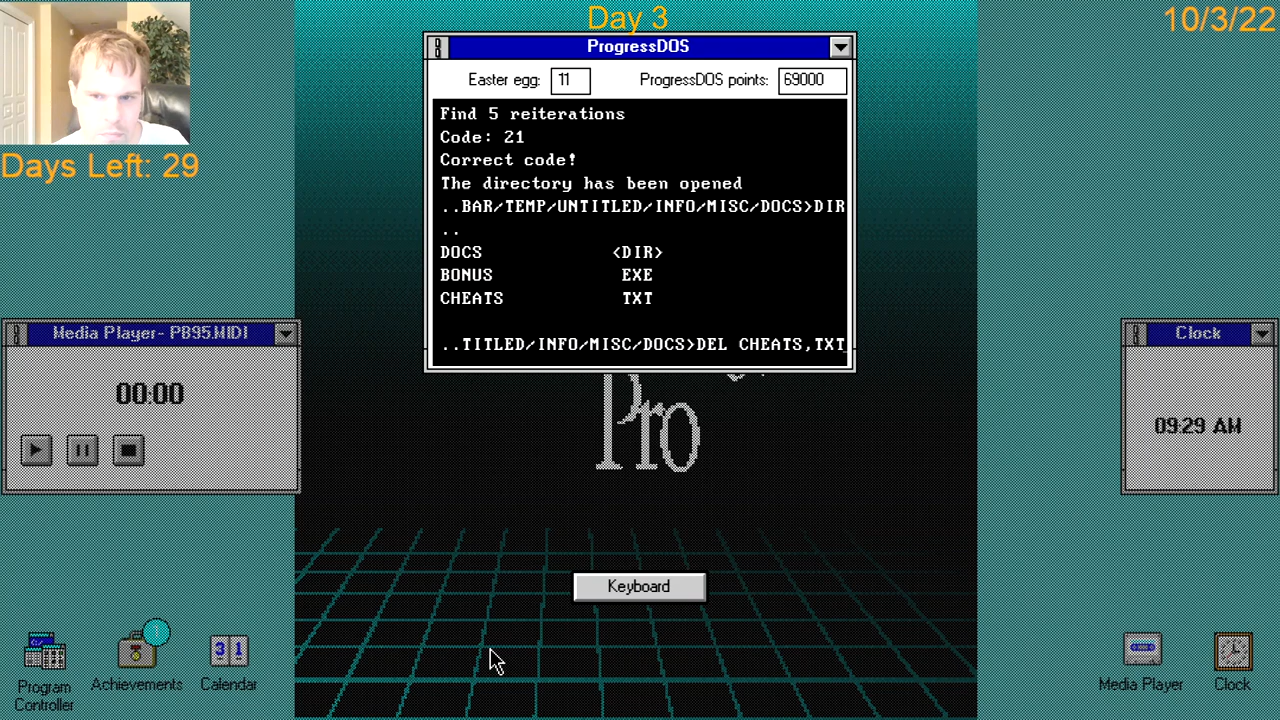 Day 3
10/3/22
Days Left: 29
ProgressDOS
Easter egg: 11
ProgressDOS points: 69000
Find 5 reiterations
Code: 21
Correct code!
The directory has been opened
..BAR/TEMP/UNTITLED/INFO/MISC/DOCS>DIR
..
DOCS <DIR>
BONUS EXE
CHEATS TXT
..TITLED/INFO/MISC/DOCS>DEL CHEATS,TXT_
Media Player- PB95.MIDI
00:00
Clock
09:29 AM
Pro
Keyboard
Program
Controller
Achievements
1
Calendar
31
Media Player
Clock